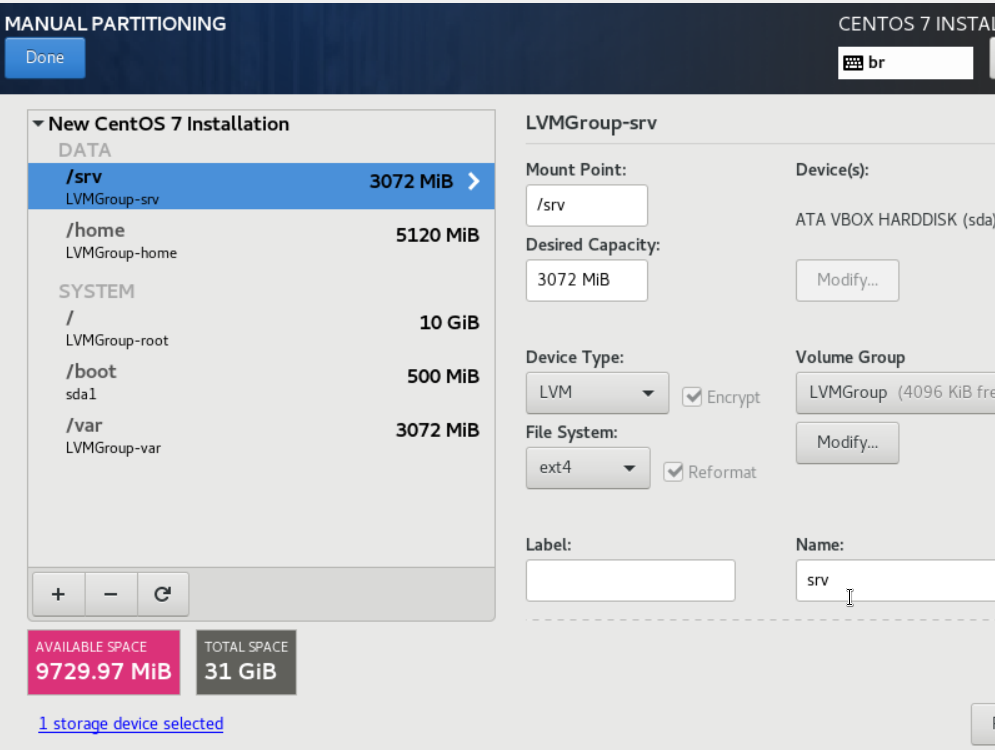 MANUAL PARTITIONING
CENTOS 7 INSTAL
Done
br
New CentOS 7 Installation
DATA
/srv
3072 MiB
LVMGroup-srv
/home
5120 MiB
LVMGroup-home
SYSTEM
/
10 GiB
LVMGroup-root
/boot
500 MiB
sda1
/var
3072 MiB
LVMGroup-var
+ −
AVAILABLE SPACE
9729.97 MiB
TOTAL SPACE
31 GiB
1 storage device selected
LVMGroup-srv
Mount Point:
/srv
Device(s):
ATA VBOX HARDDISK (sda)
Desired Capacity:
3072 MiB
Modify...
Device Type:
LVM
Encrypt
Volume Group
LVMGroup (4096 KiB fre
File System:
ext4
Reformat
Modify...
Label:
Name:
srv